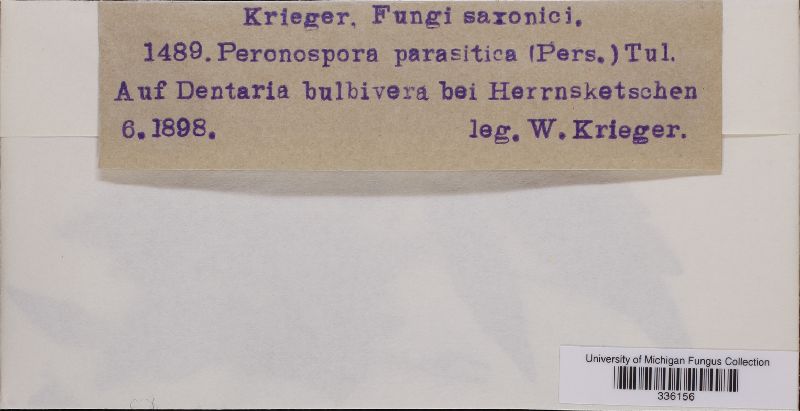 Krieger. Fungi saxonici.
1489. Peronospora parasitica (Pers.) Tul.
Auf Dentaria bulbivera bei Herrnsketschen
6. 1898. leg. W. Krieger.
University of Michigan Fungus Collection
336156